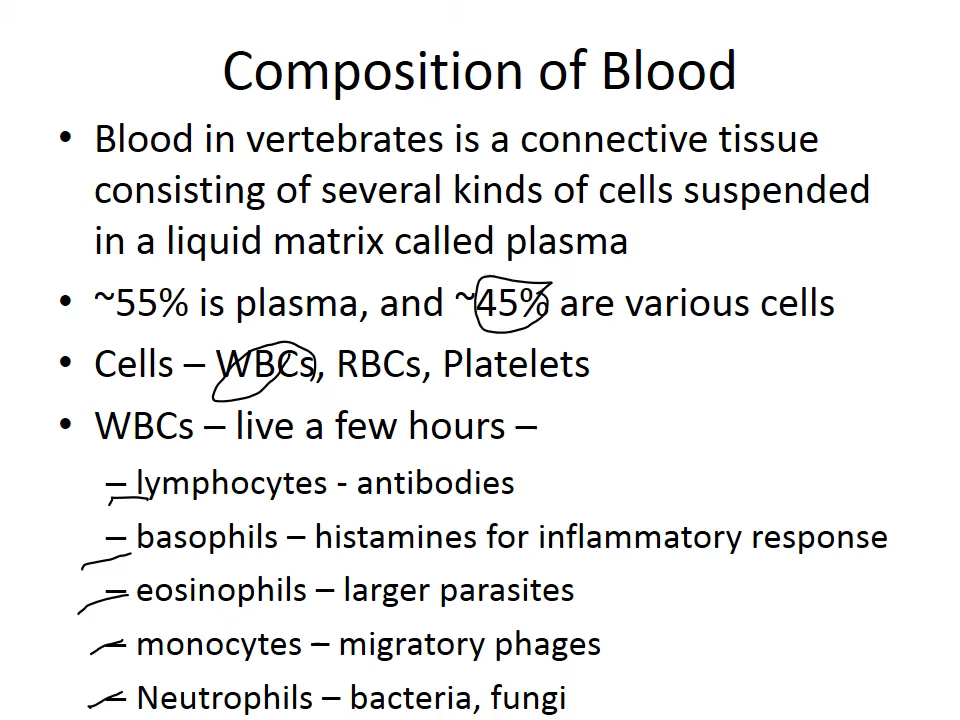 Composition of Blood
• Blood in vertebrates is a connective tissue
consisting of several kinds of cells suspended
in a liquid matrix called plasma
• ~55% is plasma, and ~45% are various cells
• Cells – WBCs, RBCs, Platelets
• WBCs – live a few hours –
– lymphocytes - antibodies
– basophils – histamines for inflammatory response
– eosinophils – larger parasites
– monocytes – migratory phages
– Neutrophils – bacteria, fungi